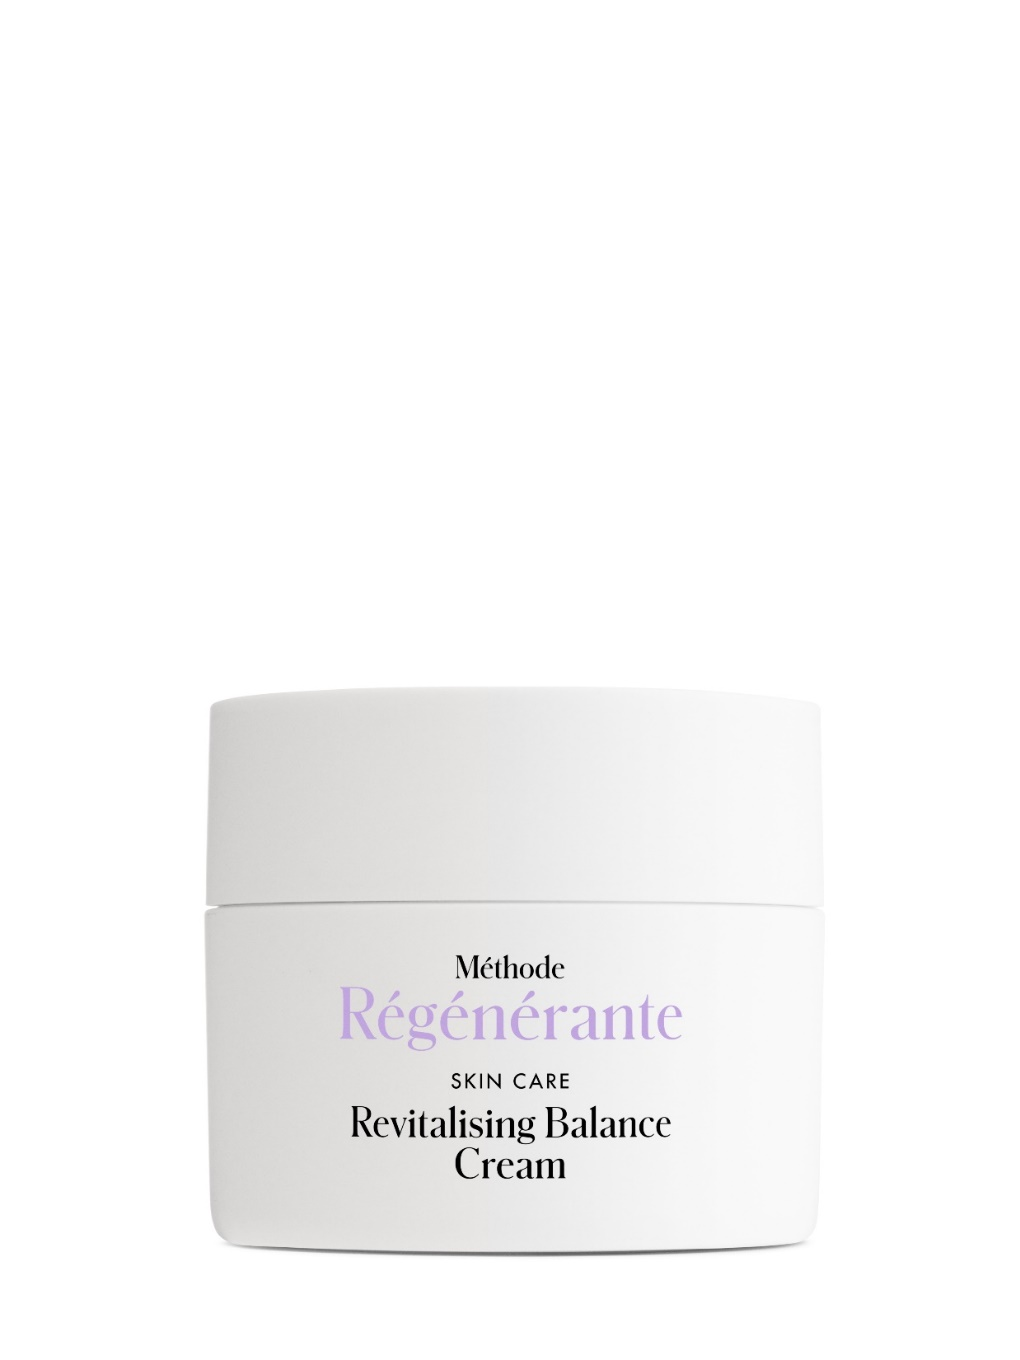 Méthode
Régénérante
SKIN CARE
Revitalising Balance
Cream